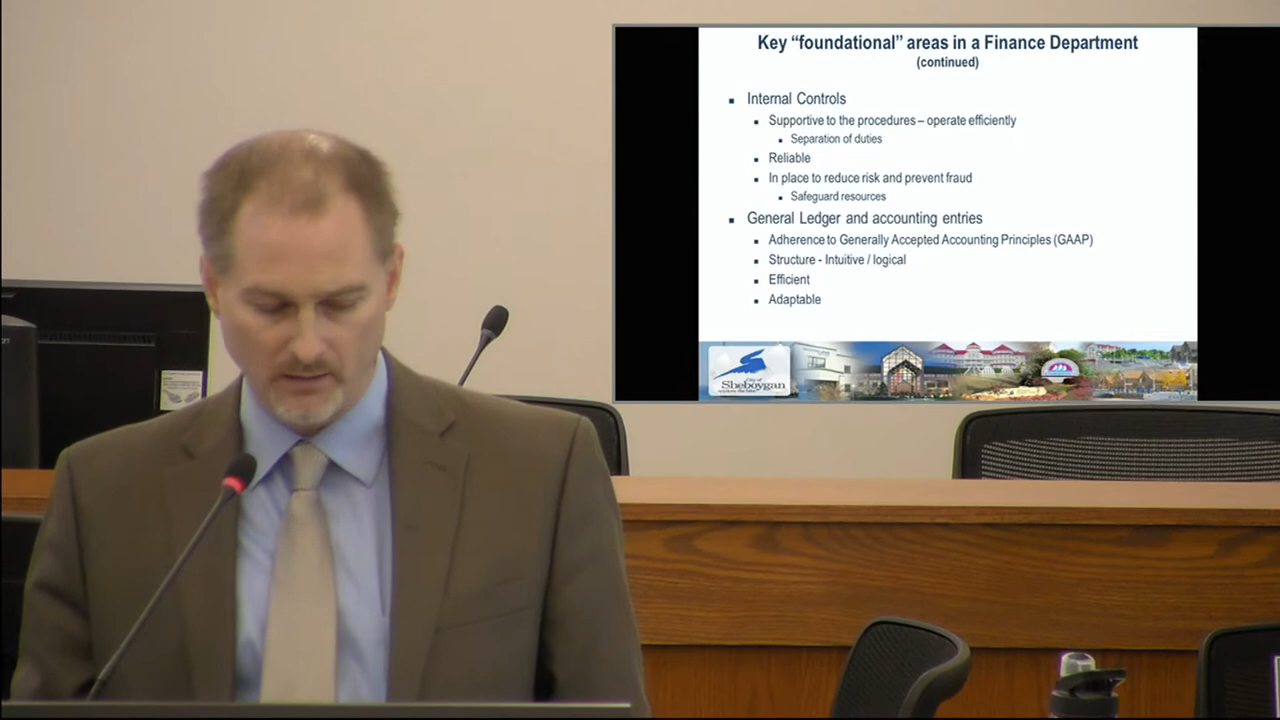 Key “foundational” areas in a Finance Department
(continued)
Internal Controls
Supportive to the procedures – operate efficiently
Separation of duties
Reliable
In place to reduce risk and prevent fraud
Safeguard resources
General Ledger and accounting entries
Adherence to Generally Accepted Accounting Principles (GAAP)
Structure - Intuitive / logical
Efficient
Adaptable
City of
Sheboygan